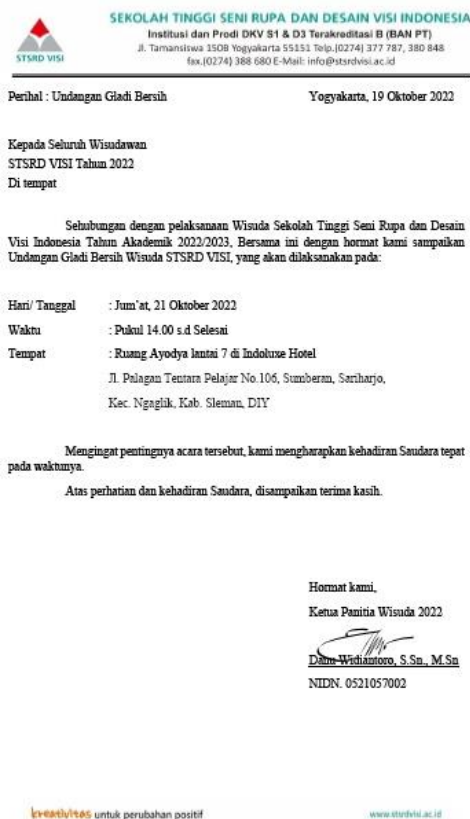 SEKOLAH TINGGI SENI RUPA DAN DESAIN VISI INDONESIA
Institusi dan Prodi DKV S1 & D3 Terakreditasi B (BAN PT)
Jl. Tamansiswa 150B Yogyakarta 55151 Telp.(0274) 377 787, 380 848
fax.(0274) 388 680 E-Mail: info@stsrdvisi.ac.id
STSRD VISI
Perihal : Undangan Gladi Bersih Yogyakarta, 19 Oktober 2022
Kepada Seluruh Wisudawan
STSRD VISI Tahun 2022
Di tempat
Sehubungan dengan pelaksanaan Wisuda Sekolah Tinggi Seni Rupa dan Desain
Visi Indonesia Tahun Akademik 2022/2023, Bersama ini dengan hormat kami sampaikan
Undangan Gladi Bersih Wisuda STSRD VISI, yang akan dilaksanakan pada:
Hari/ Tanggal : Jum'at, 21 Oktober 2022
Waktu : Pukul 14.00 s.d Selesai
Tempat : Ruang Ayodya lantai 7 di Indoluxe Hotel
Jl. Palagan Tentara Pelajar No.106, Sumberan, Sariharjo,
Kec. Ngaglik, Kab. Sleman, DIY
Mengingat pentingnya acara tersebut, kami mengharapkan kehadiran Saudara tepat
pada waktunya.
Atas perhatian dan kehadiran Saudara, disampaikan terima kasih.
Hormat kami,
Ketua Panitia Wisuda 2022
Danu Widiantoro, S.Sn., M.Sn
NIDN. 0521057002
kreativitas untuk perubahan positif www.stsrdvisi.ac.id